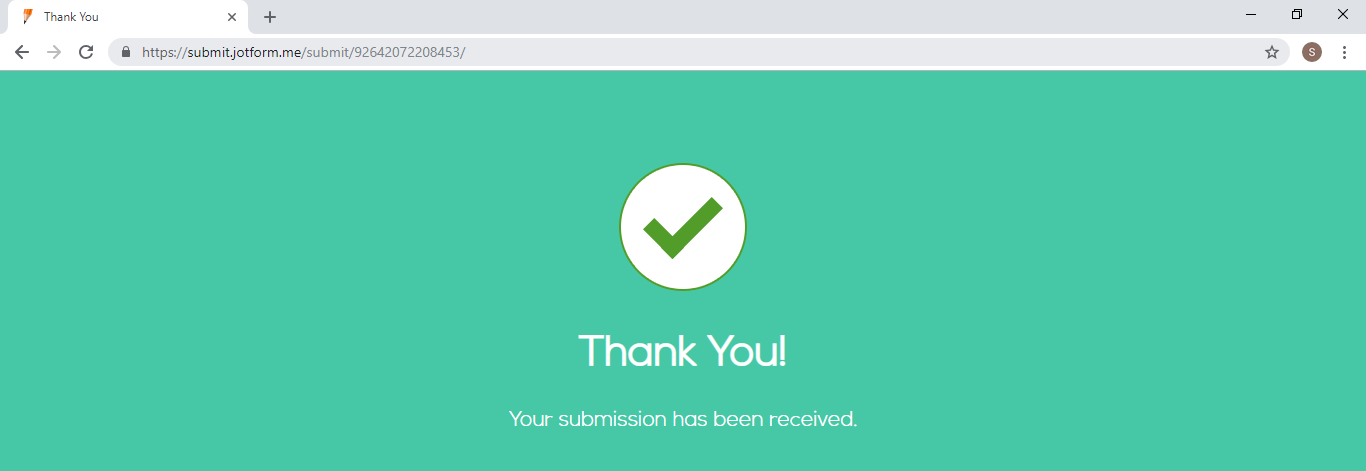 Thank You
https://submit.jotform.me/submit/92642072208453/
S
Thank You!
Your submission has been received.